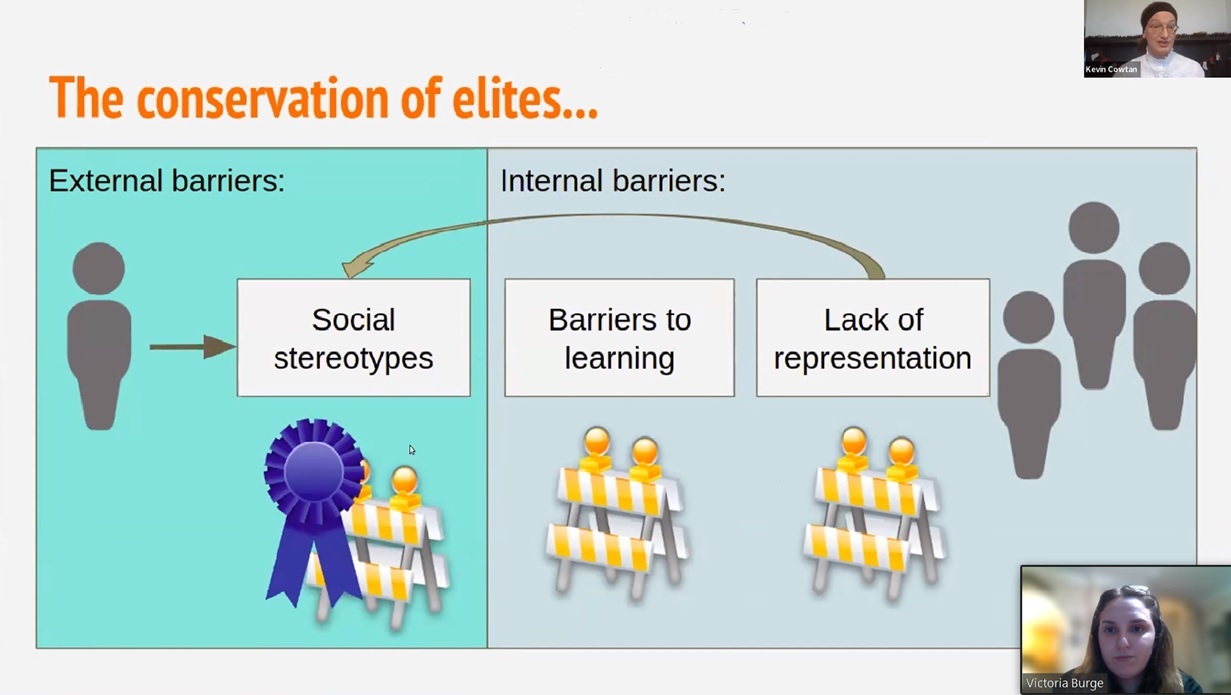 Kevin Cowtan
The conservation of elites...
External barriers:
Internal barriers:
Social
stereotypes
Barriers to
learning
Lack of
representation
Victoria Burge